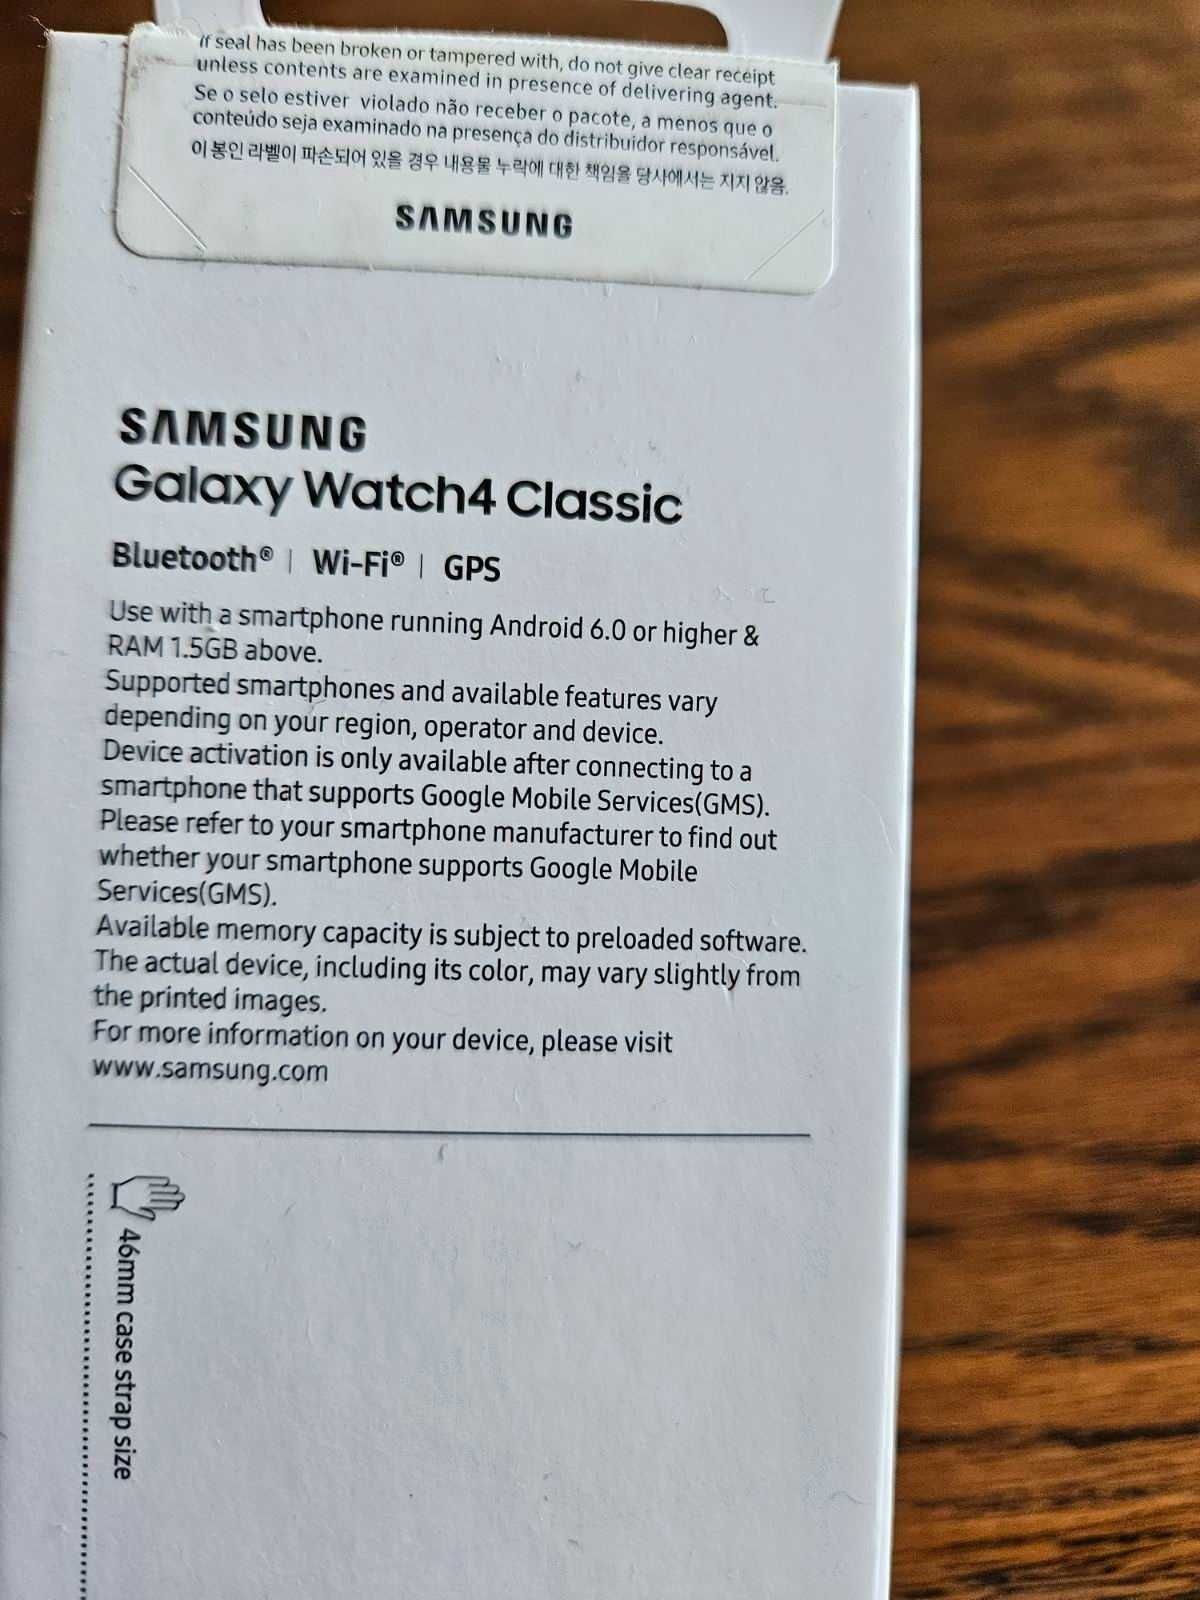 If seal has been broken or tampered with, do not give clear receipt
unless contents are examined in presence of delivering agent.
Se o selo estiver violado não receber o pacote, a menos que o
conteúdo seja examinado na presença do distribuidor responsável.
이 봉인 라벨이 파손되어 있을 경우 내용물 누락에 대한 책임을 당사에서는 지지 않음.
SAMSUNG
SAMSUNG
Galaxy Watch4 Classic
Bluetooth® | Wi-Fi® | GPS
Use with a smartphone running Android 6.0 or higher &
RAM 1.5GB above.
Supported smartphones and available features vary
depending on your region, operator and device.
Device activation is only available after connecting to a
smartphone that supports Google Mobile Services(GMS).
Please refer to your smartphone manufacturer to find out
whether your smartphone supports Google Mobile
Services(GMS).
Available memory capacity is subject to preloaded software.
The actual device, including its color, may vary slightly from
the printed images.
For more information on your device, please visit
www.samsung.com
46mm case strap size